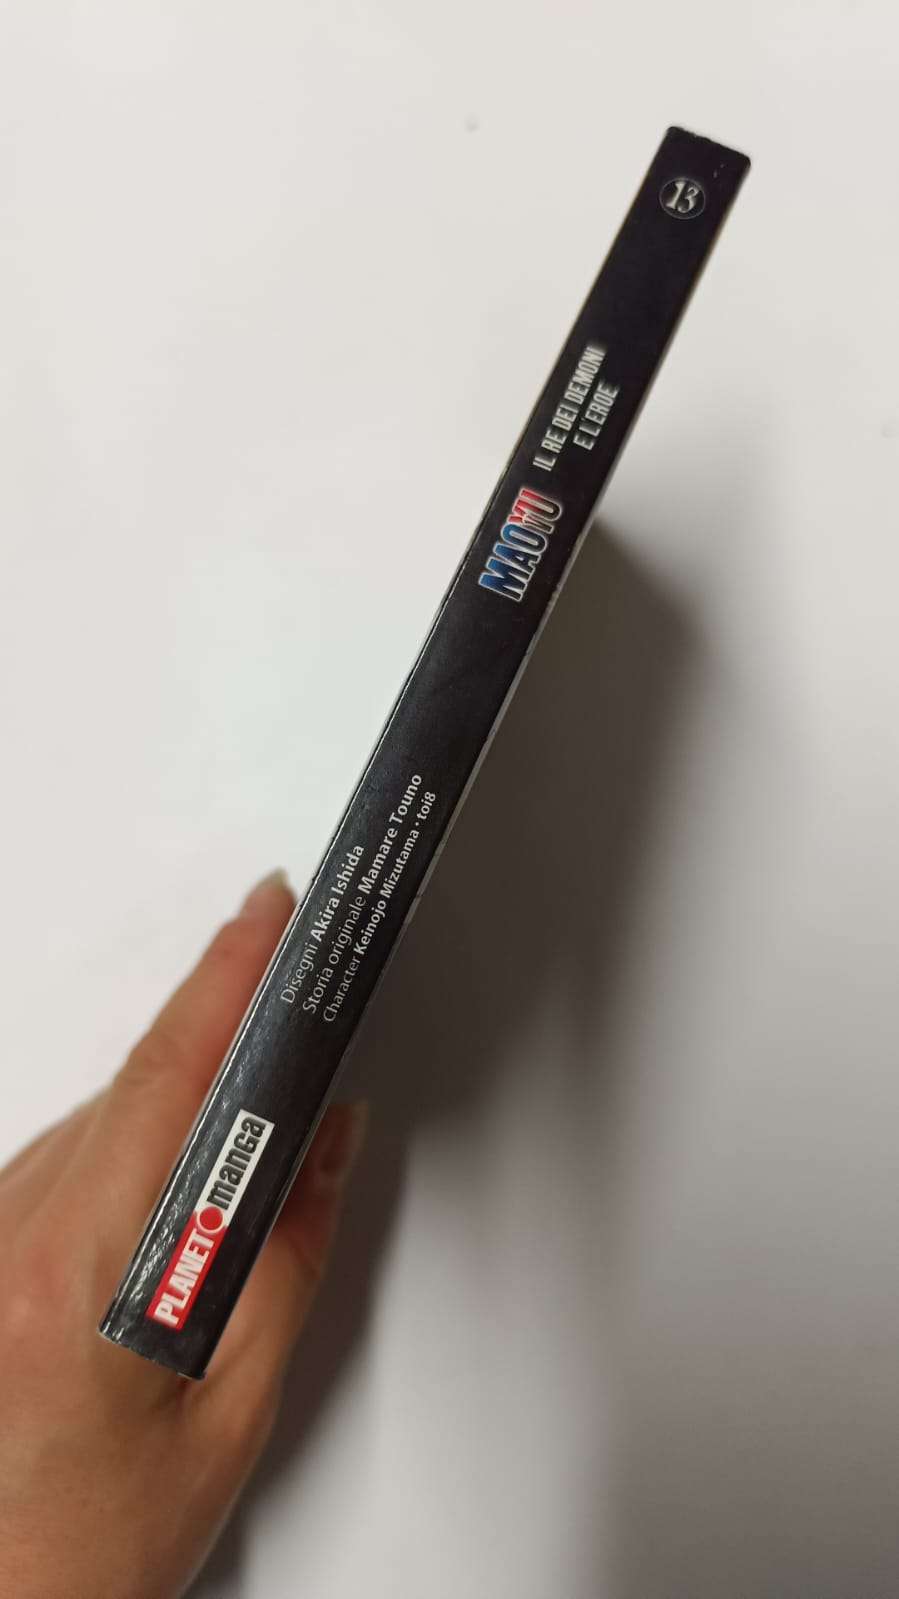 13
MAOYU
IL RE DEI DEMONI
E L'EROE
Disegni Akira Ishida
Storia originale Mamare Touno
Character Keinojo Mizutama • toi8
PLANET manga